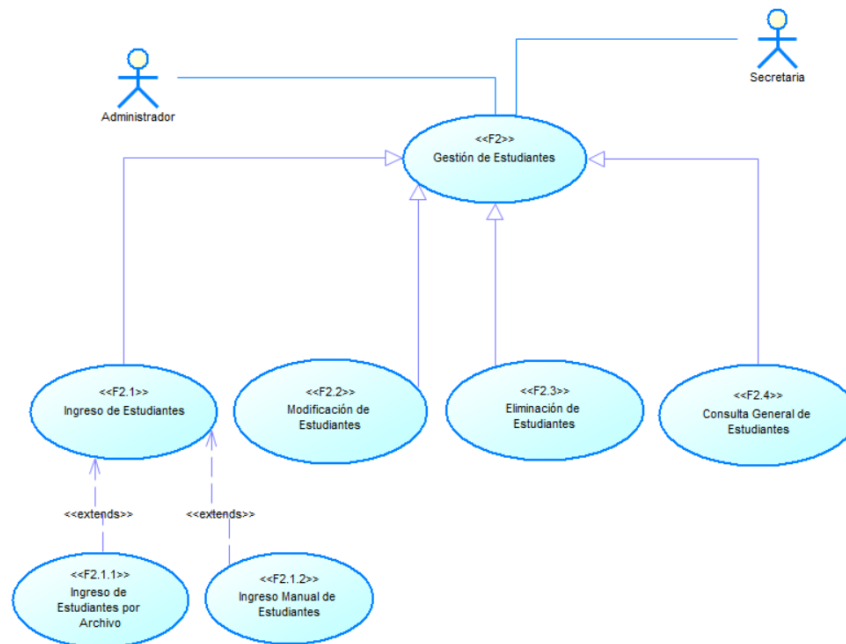 Administrador
Secretaria
<<F2>>
Gestión de Estudiantes
<<F2.1>>
Ingreso de Estudiantes
<<F2.2>>
Modificación de
Estudiantes
<<F2.3>>
Eliminación de
Estudiantes
<<F2.4>>
Consulta General de
Estudiantes
<<extends>>
<<extends>>
<<F2.1.1>>
Ingreso de
Estudiantes por
Archivo
<<F2.1.2>>
Ingreso Manual de
Estudiantes